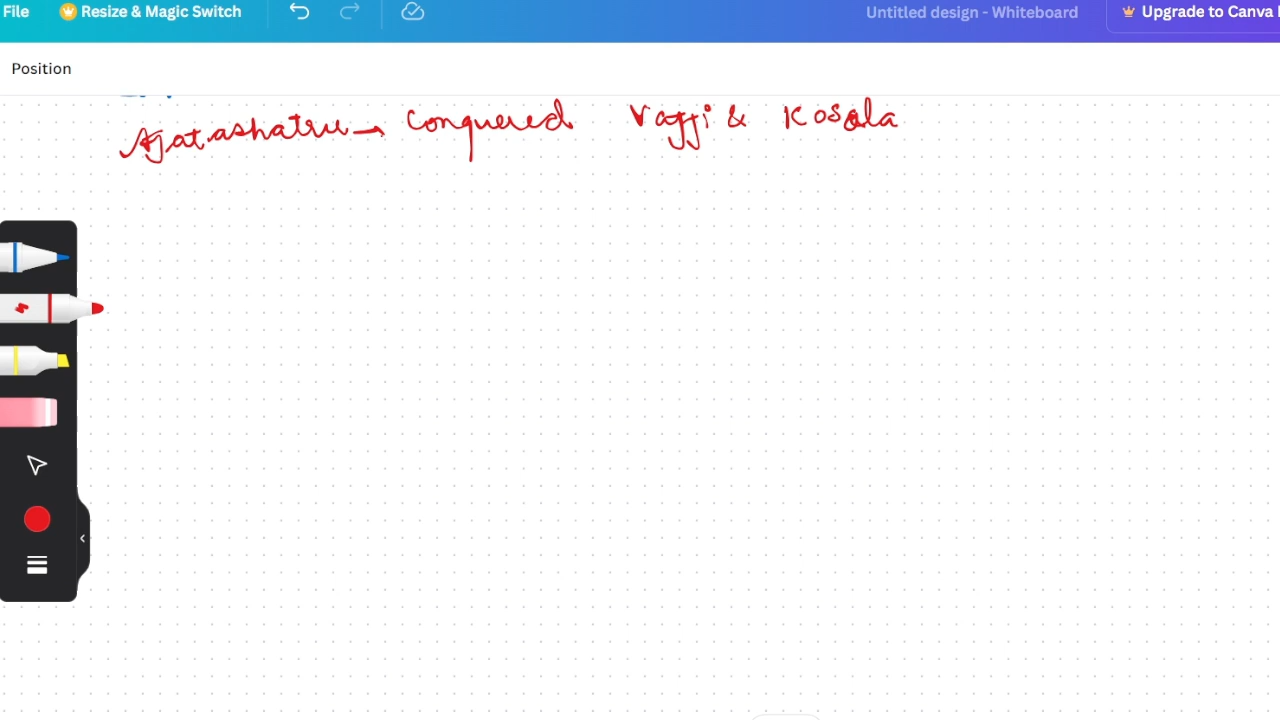 File Resize & Magic Switch Untitled design - Whiteboard Upgrade to Canva
Position
Ajatashatru → Conquered Vajji & Kosala